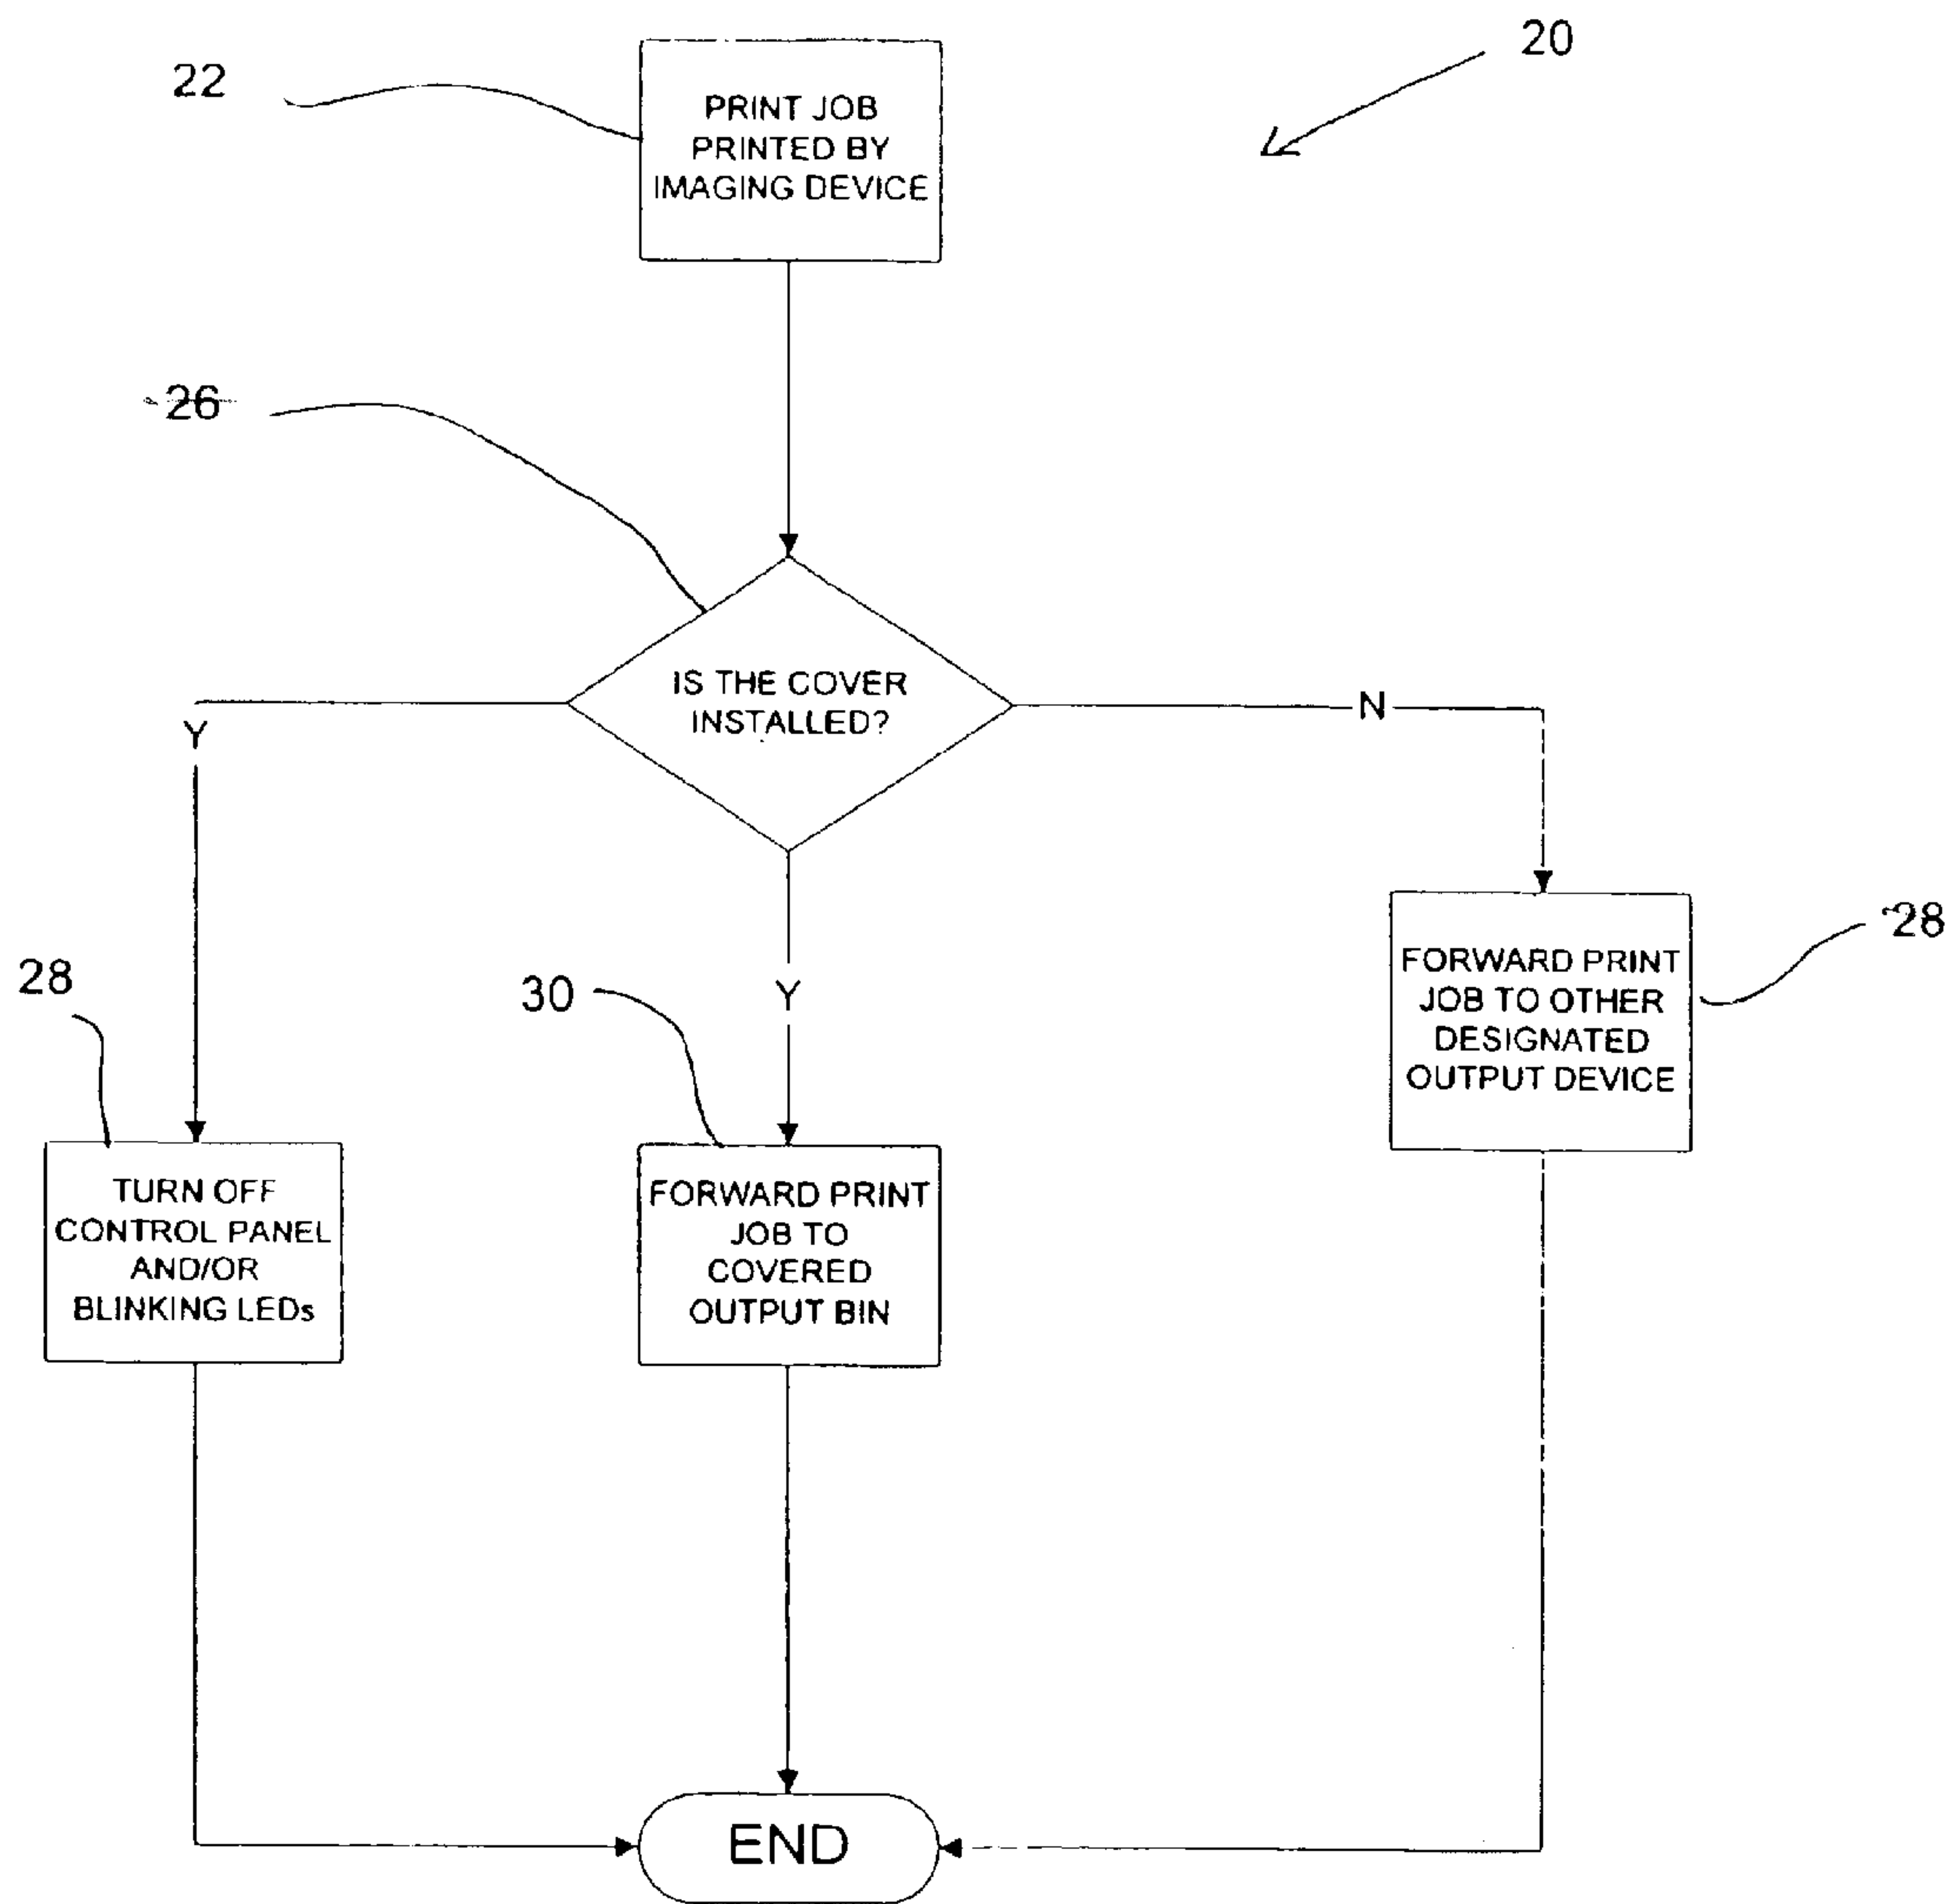 20
22
PRINT JOB
PRINTED BY
IMAGING DEVICE
26
IS THE COVER
INSTALLED?
Y
N
Y
28
FORWARD PRINT
JOB TO OTHER
DESIGNATED
OUTPUT DEVICE
28
30
TURN OFF
CONTROL PANEL
AND/OR
BLINKING LEDs
FORWARD PRINT
JOB TO
COVERED
OUTPUT BIN
END